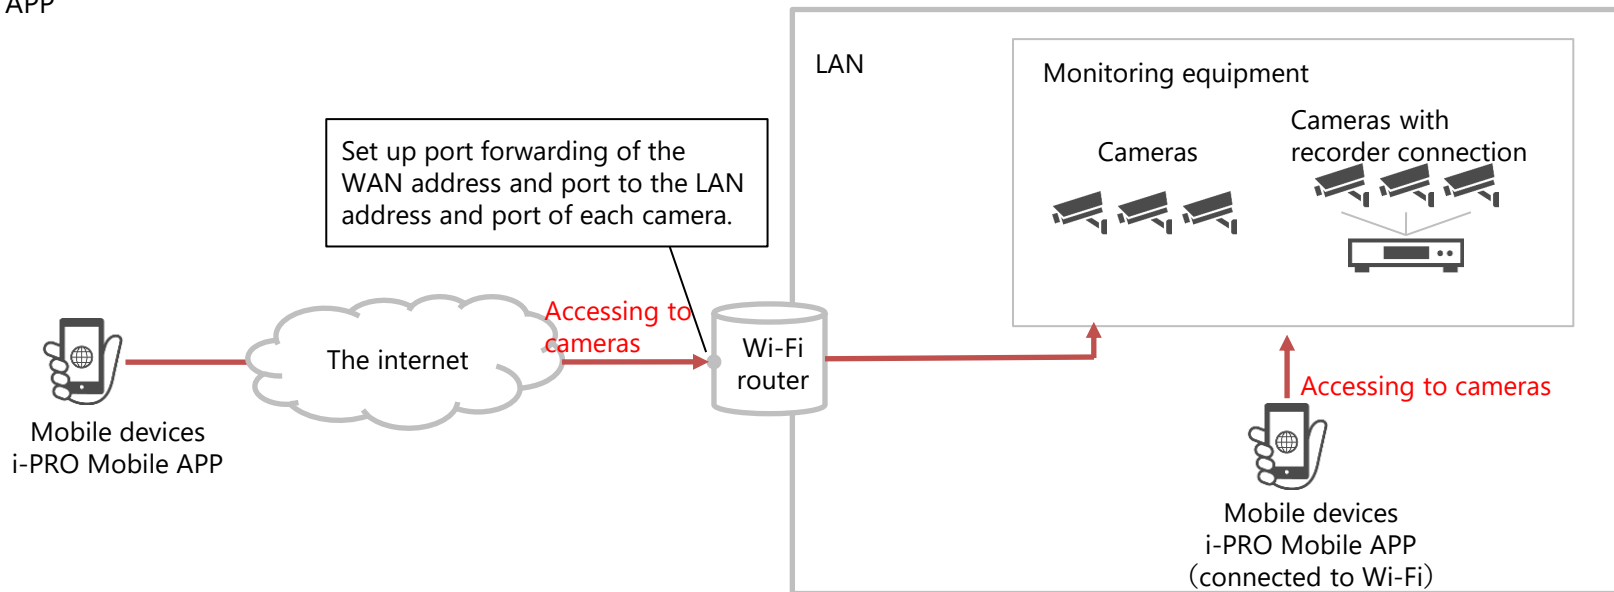 APP
LAN
Monitoring equipment
Cameras
Cameras with
recorder connection
Set up port forwarding of the
WAN address and port to the LAN
address and port of each camera.
Accessing to
cameras
The internet
Wi-Fi
router
Mobile devices
i-PRO Mobile APP
Accessing to cameras
Mobile devices
i-PRO Mobile APP
（connected to Wi-Fi）